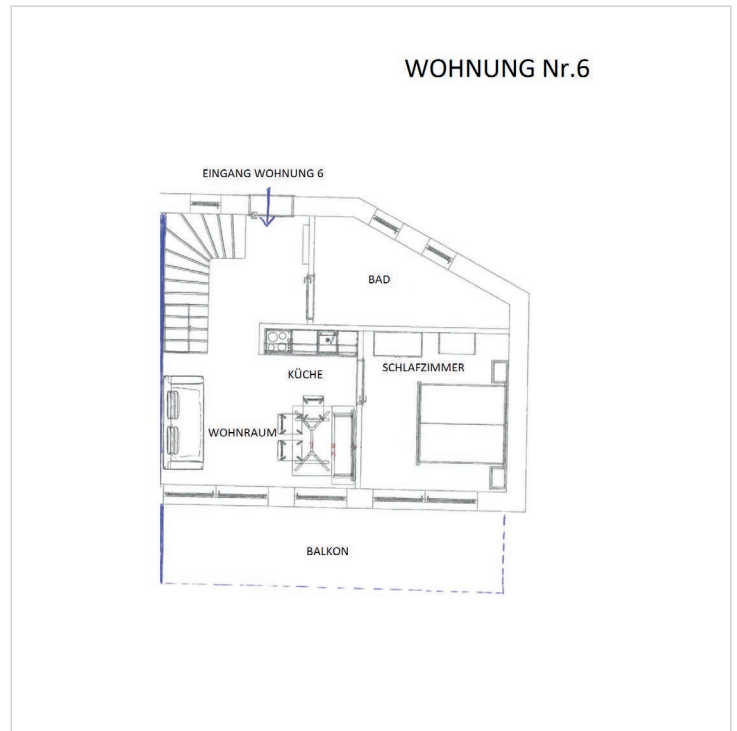 WOHNUNG Nr.6
EINGANG WOHNUNG 6
BAD
KÜCHE
SCHLAFZIMMER
WOHNRAUM
BALKON